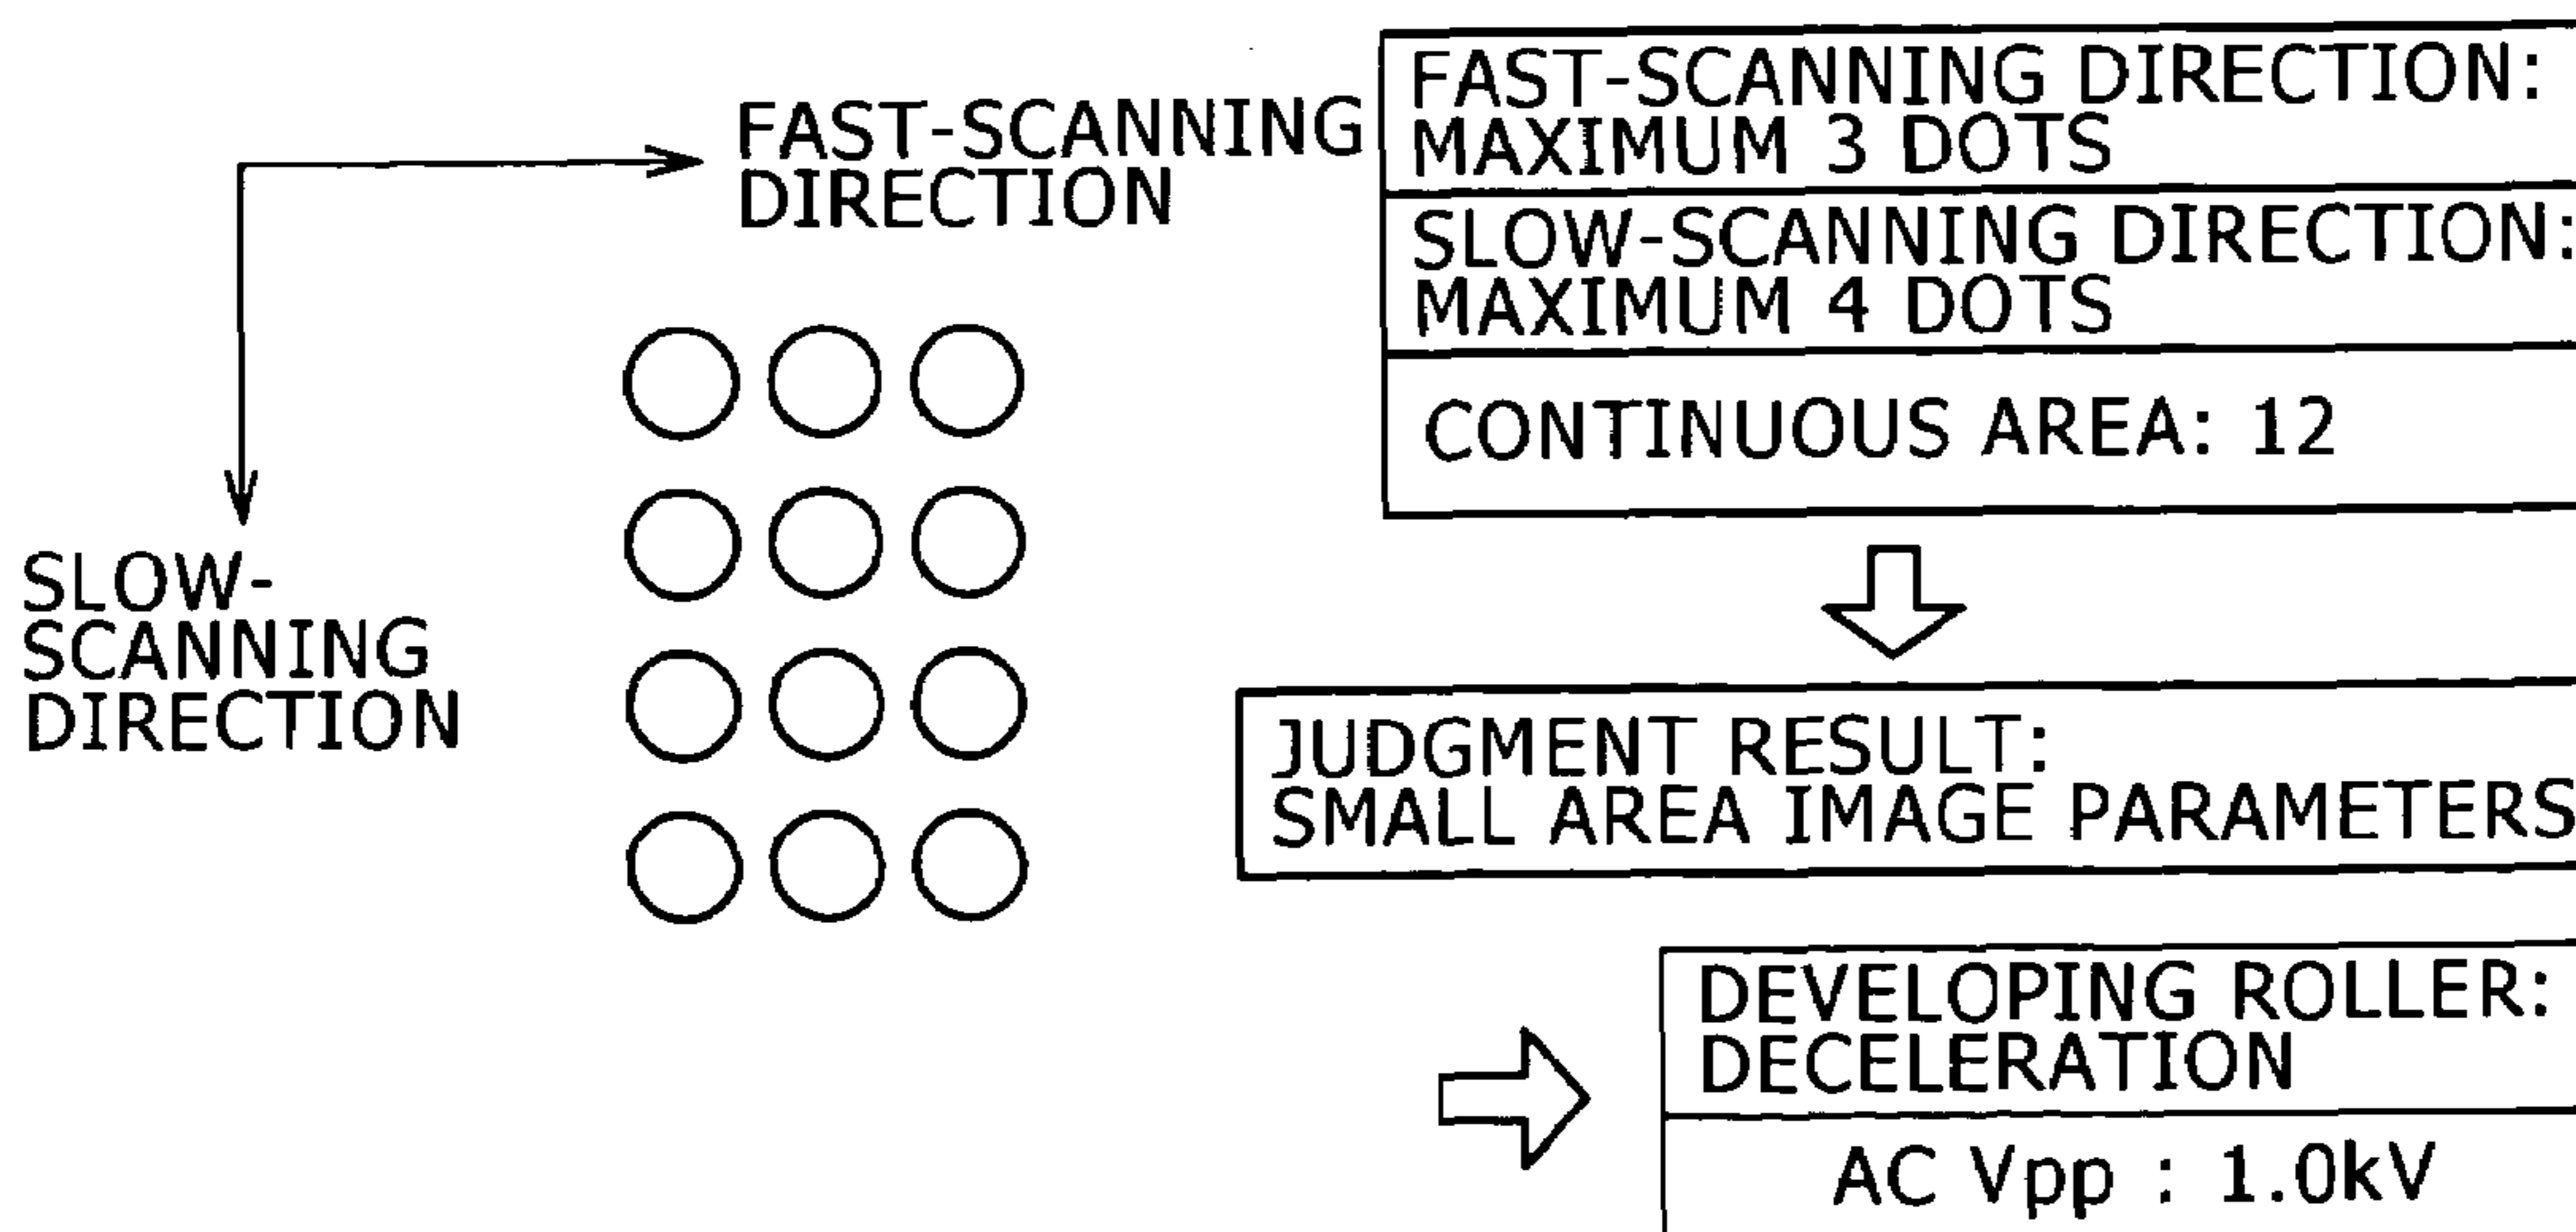 FAST-SCANNING
DIRECTION
SLOW-
SCANNING
DIRECTION
FAST-SCANNING DIRECTION:
MAXIMUM 3 DOTS
SLOW-SCANNING DIRECTION:
MAXIMUM 4 DOTS
CONTINUOUS AREA: 12
JUDGMENT RESULT:
SMALL AREA IMAGE PARAMETERS
DEVELOPING ROLLER:
DECELERATION
AC Vpp : 1.0kV